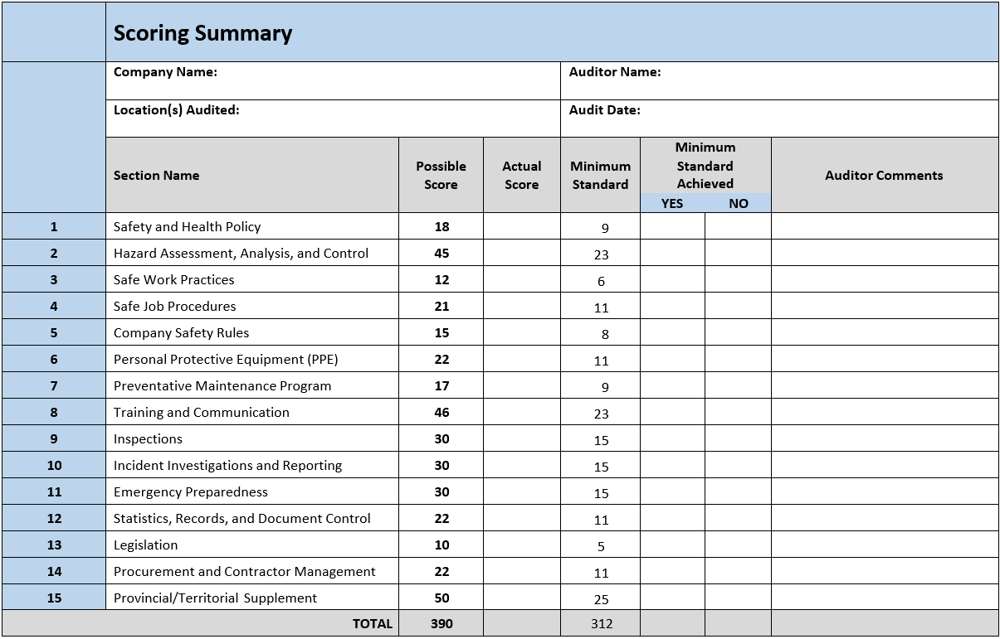 Scoring Summary
Company Name: Auditor Name:
Location(s) Audited: Audit Date:
Section Name Possible Score Actual Score Minimum Standard Minimum Standard Achieved YES NO Auditor Comments
1 Safety and Health Policy 18 9
2 Hazard Assessment, Analysis, and Control 45 23
3 Safe Work Practices 12 6
4 Safe Job Procedures 21 11
5 Company Safety Rules 15 8
6 Personal Protective Equipment (PPE) 22 11
7 Preventative Maintenance Program 17 9
8 Training and Communication 46 23
9 Inspections 30 15
10 Incident Investigations and Reporting 30 15
11 Emergency Preparedness 30 15
12 Statistics, Records, and Document Control 22 11
13 Legislation 10 5
14 Procurement and Contractor Management 22 11
15 Provincial/Territorial Supplement 50 25
TOTAL 390 312